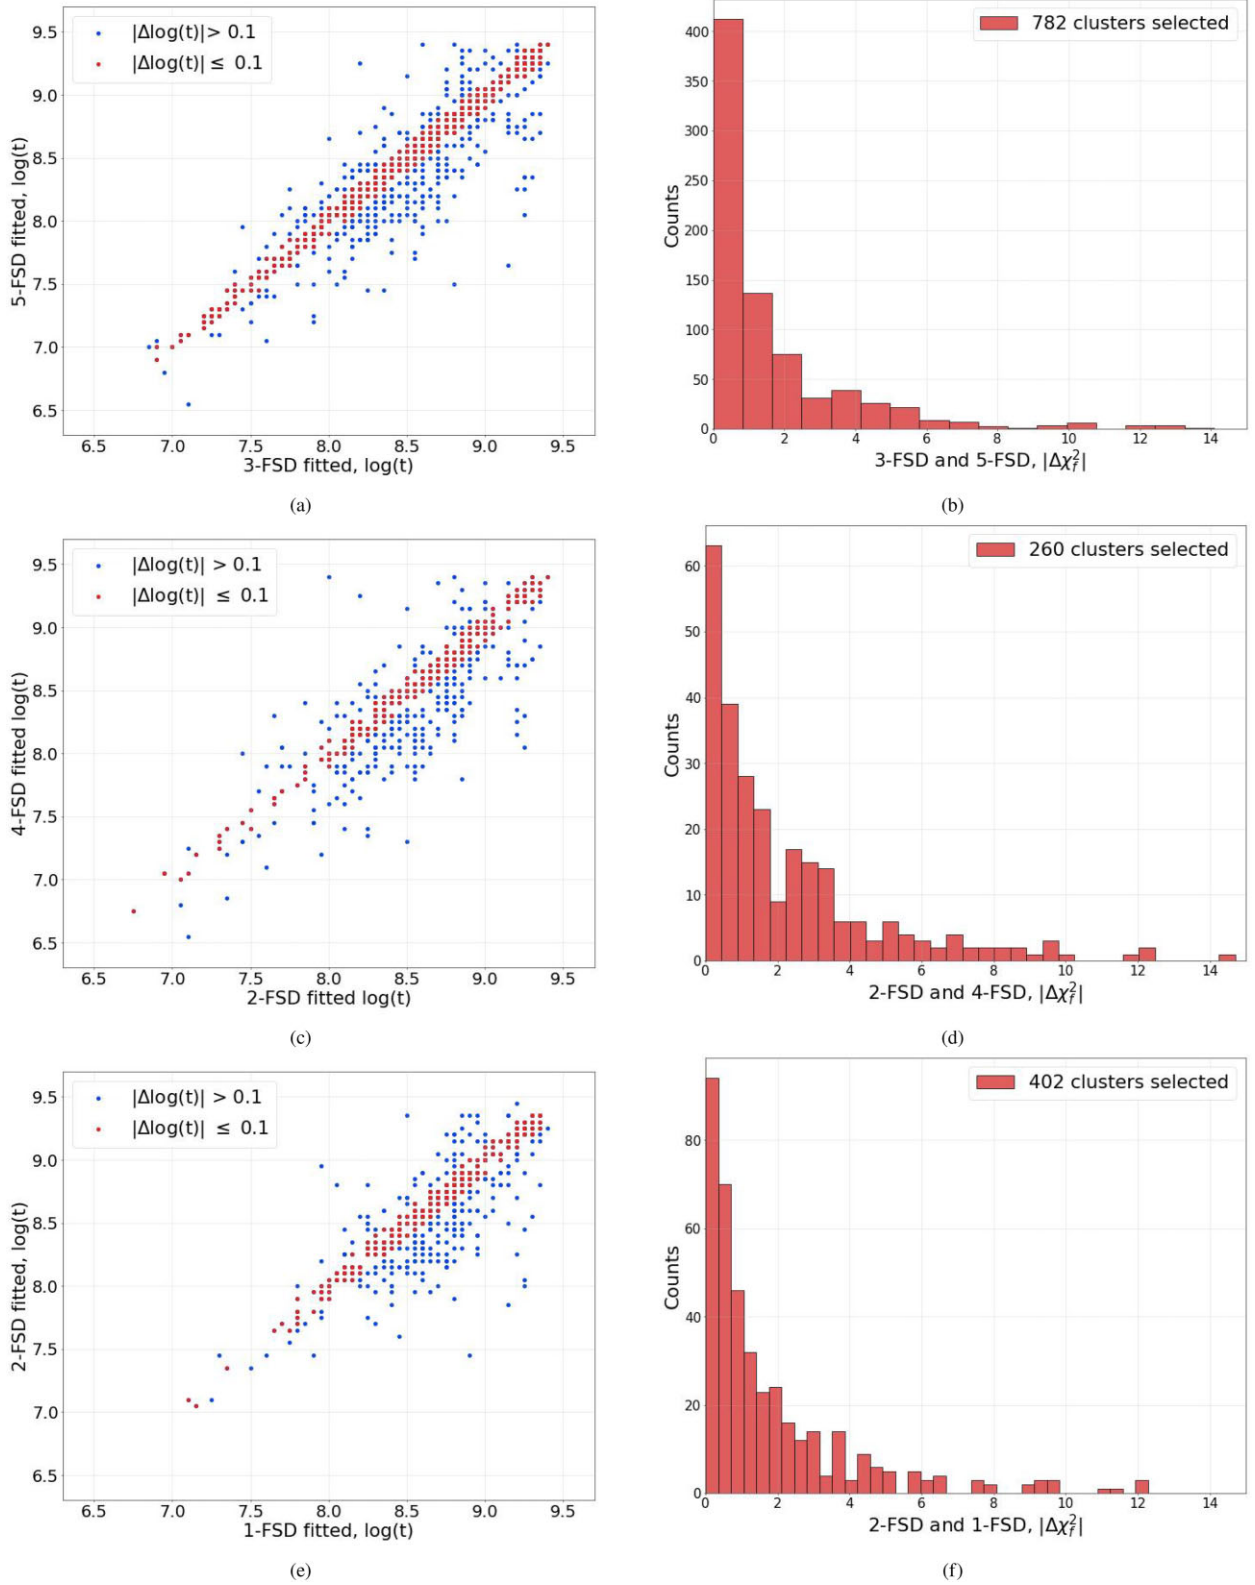 |Δlog(t)|> 0.1
|Δlog(t)| ≤ 0.1
9.5
9.0
8.5
8.0
7.5
7.0
6.5
5-FSD fitted, log(t)
6.5 7.0 7.5 8.0 8.5 9.0 9.5
3-FSD fitted, log(t)
(a)
782 clusters selected
400
350
300
250
200
150
100
50
0
Counts
0 2 4 6 8 10 12 14
3-FSD and 5-FSD, |Δχ²_f|
(b)
|Δlog(t)| > 0.1
|Δlog(t)| ≤ 0.1
9.5
9.0
8.5
8.0
7.5
7.0
6.5
4-FSD fitted log(t)
6.5 7.0 7.5 8.0 8.5 9.0 9.5
2-FSD fitted log(t)
(c)
260 clusters selected
60
50
40
30
20
10
0
Counts
0 2 4 6 8 10 12 14
2-FSD and 4-FSD, |Δχ²_f|
(d)
|Δlog(t)| > 0.1
|Δlog(t)| ≤ 0.1
9.5
9.0
8.5
8.0
7.5
7.0
6.5
2-FSD fitted, log(t)
6.5 7.0 7.5 8.0 8.5 9.0 9.5
1-FSD fitted, log(t)
(e)
402 clusters selected
80
60
40
20
0
Counts
0 2 4 6 8 10 12 14
2-FSD and 1-FSD, |Δχ²_f|
(f)